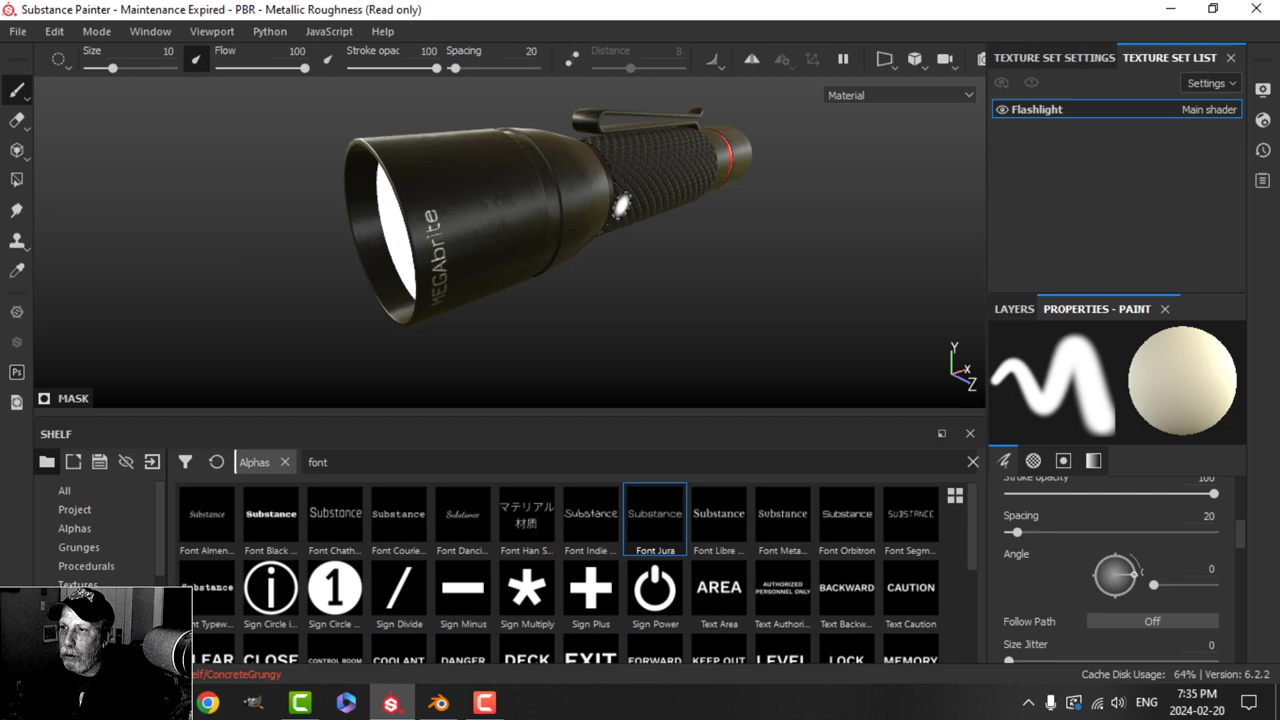 Substance Painter - Maintenance Expired - PBR - Metallic Roughness (Read only)
File Edit Mode Window Viewport Python JavaScript Help
Size 10 Flow 100 Stroke opac 100 Spacing 20 Distance 8
TEXTURE SET SETTINGS TEXTURE SET LIST
Settings
Material
Flashlight Main shader
MEGAbrite
Y
X
Z
LAYERS PROPERTIES - PAINT
MASK
SHELF
Alphas font
All
Project
Alphas
Grunges
Procedurals
Textures
Substance Substance Substance Substance Substance マテリアル Substance Substance Substance Substance Substance SUBSTANCE
材质
Font Almen... Font Black ... Font Chath... Font Courie... Font Danci... Font Han S... Font Indie ... Font Jura Font Libre ... Font Meta... Font Orbitron Font Segm...
Substance i 1 / AREA AUTHORIZED PERSONNEL ONLY BACKWARD CAUTION
Typew... Sign Circle i... Sign Circle ... Sign Divide Sign Minus Sign Multiply Sign Plus Sign Power Text Area Text Authori... Text Backw... Text Caution
CLEAR CLOSE CONTROL ROOM COOLANT DANGER DECK EXIT FORWARD KEEP OUT LEVEL LOCK MEMORY
Stroke opacity 100
Spacing 20
Angle 0
Follow Path Off
Size Jitter 0
elf/ConcreteGrungy
Cache Disk Usage: 64% | Version: 6.2.2
Ps
ENG
7:35 PM
2024-02-20